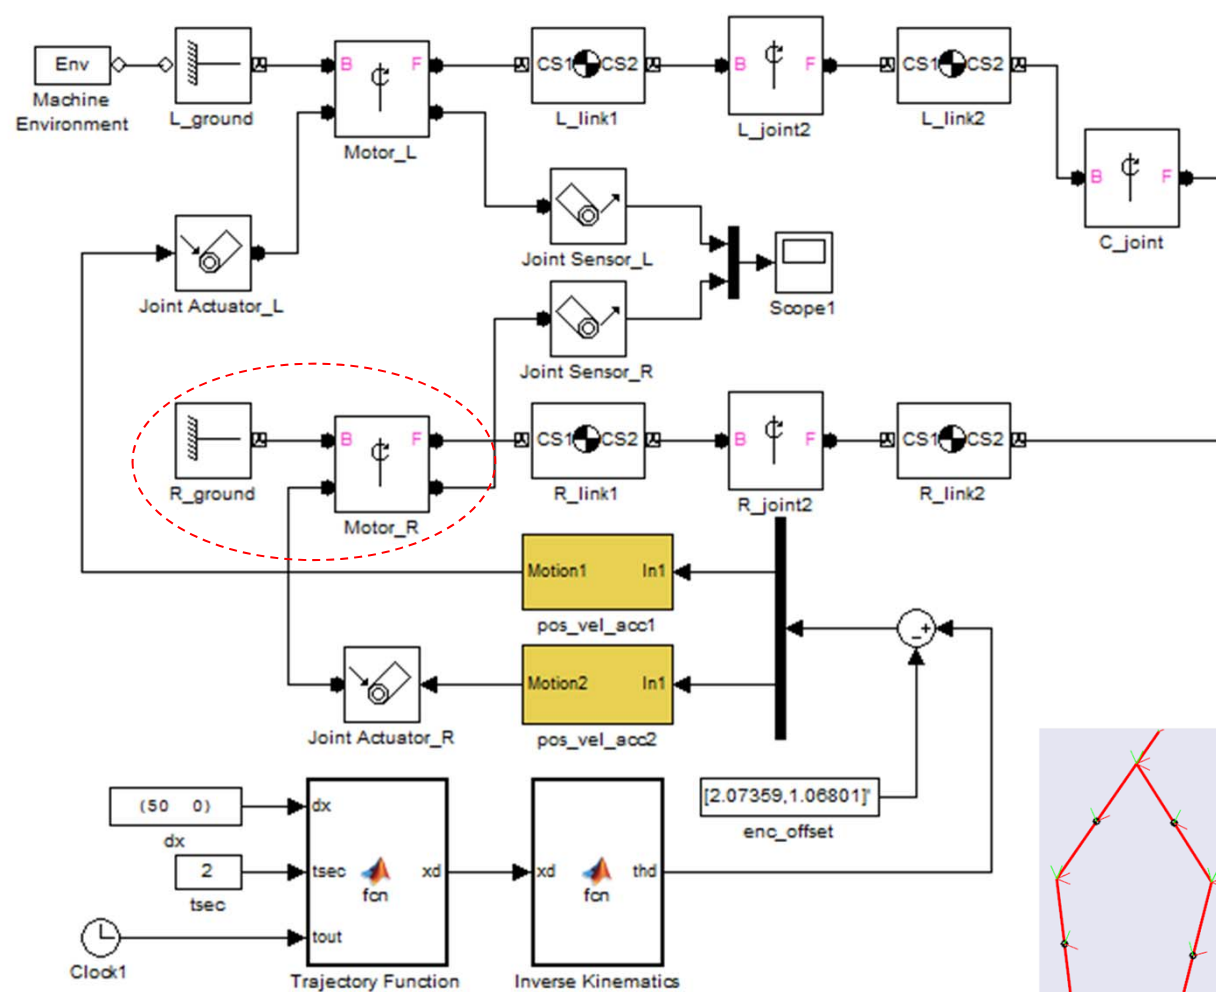 Env
Machine
Environment
L_ground
B F
Motor_L
CS1 CS2
L_link1
B F
L_joint2
CS1 CS2
L_link2
B F
C_joint
Joint Actuator_L
Joint Sensor_L
Scope1
Joint Sensor_R
R_ground
B F
Motor_R
CS1 CS2
R_link1
B F
R_joint2
CS1 CS2
R_link2
Motion1 In1
pos_vel_acc1
Motion2 In1
pos_vel_acc2
_ +
Joint Actuator_R
(50 0)
dx
2
tsec
Clock1
dx
tsec
tout
fcn
xd
Trajectory Function
xd
fcn
thd
Inverse Kinematics
[2.07359,1.06801]'
enc_offset